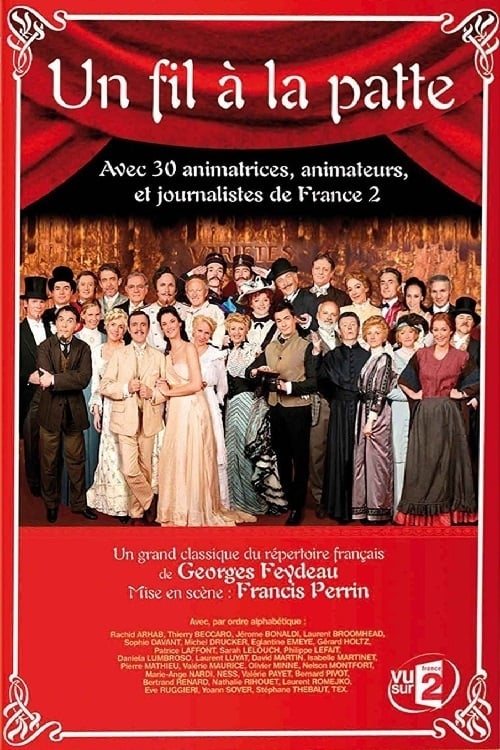 Un fil à la patte
Avec 30 animatrices, animateurs,
et journalistes de France 2
VARIETES
Un grand classique du répertoire français
de Georges Feydeau
Mise en scène : Francis Perrin
Avec, par ordre alphabétique :
Rachid ARHAB, Thierry BECCARO, Jérome BONALDI, Laurent BROOMHEAD,
Sophie DAVANT, Michel DRUCKER, Eglantine EMEYE, Gérard HOLTZ,
Patrice LAFFONT, Sarah LELOUCH, Philippe LEFAIT,
Daniela LUMBROSO, Laurent LUYAT, David MARTIN, Isabelle MARTINET,
Pierre MATHIEU, Valérie MAURICE, Olivier MINNE, Nelson MONTFORT,
Marie-Ange NARDI, NESS, Valérie PAYET, Bernard PIVOT,
Bertrand RENARD, Nathalie RIHOUET, Laurent ROMEJKO,
Eve RUGGIERI, Yoann SOVER, Stéphane THEBAUT, TEX.
vu
sur
france
2